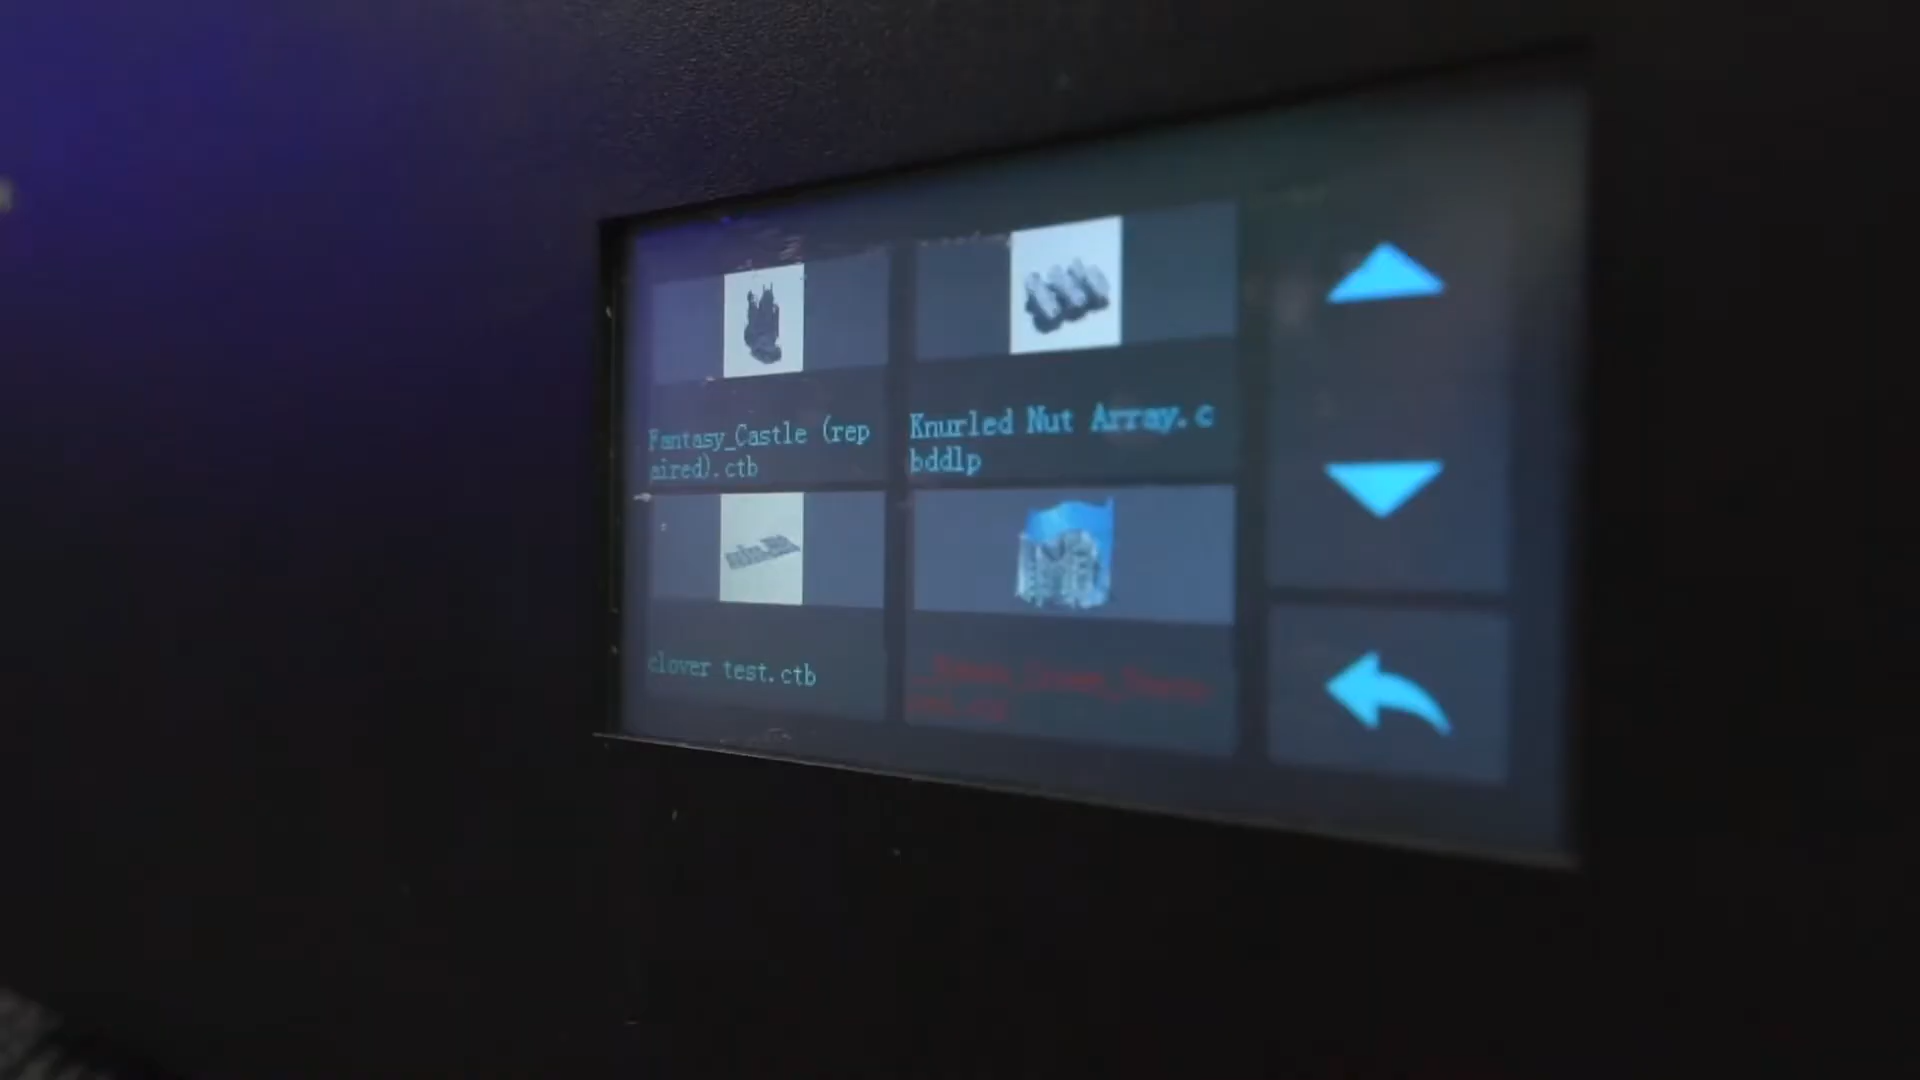 Fantasy_Castle (rep
aired).ctb
Knurled Nut Array.c
bddlp
clover test.ctb